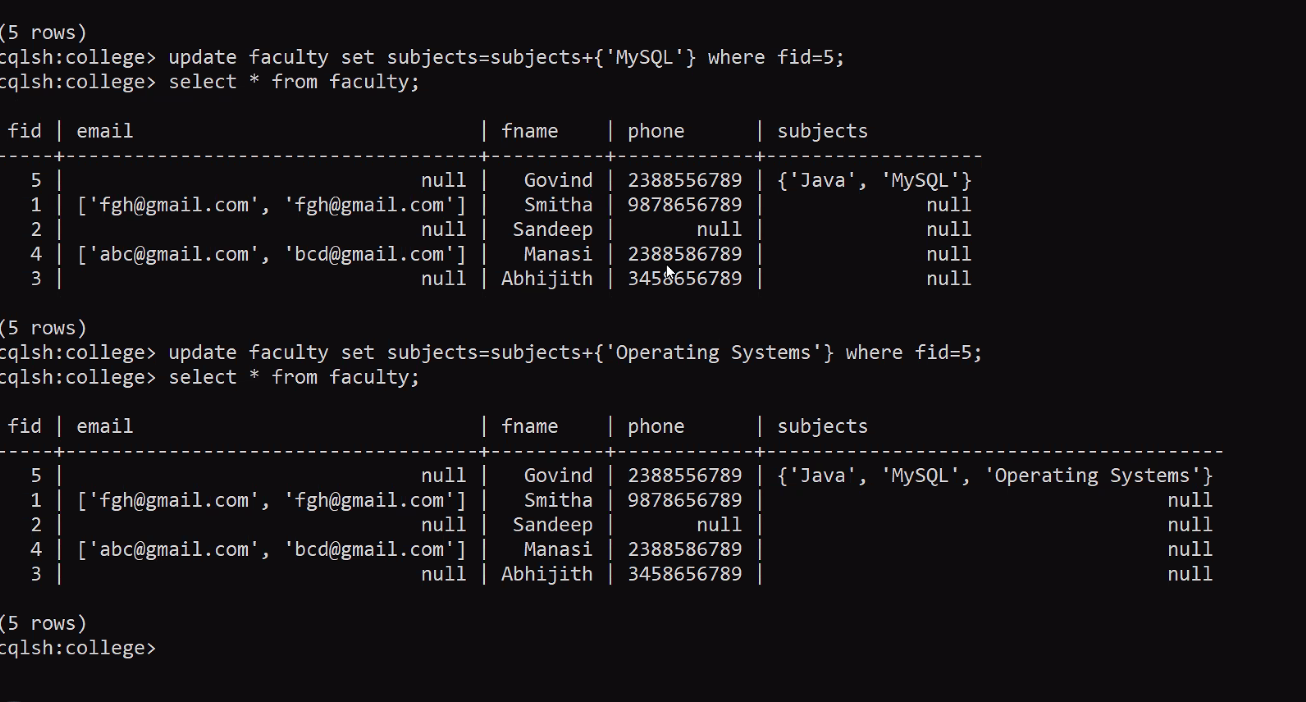 (5 rows)
cqlsh:college> update faculty set subjects=subjects+{'MySQL'} where fid=5;
cqlsh:college> select * from faculty;
fid | email | fname | phone | subjects
-----+------------------------------------+----------+------------+-------------------
5 | null | Govind | 2388556789 | {'Java', 'MySQL'}
1 | ['fgh@gmail.com', 'fgh@gmail.com'] | Smitha | 9878656789 | null
2 | null | Sandeep | null | null
4 | ['abc@gmail.com', 'bcd@gmail.com'] | Manasi | 2388586789 | null
3 | null | Abhijith | 3458656789 | null
(5 rows)
cqlsh:college> update faculty set subjects=subjects+{'Operating Systems'} where fid=5;
cqlsh:college> select * from faculty;
fid | email | fname | phone | subjects
-----+------------------------------------+----------+------------+----------------------------------------
5 | null | Govind | 2388556789 | {'Java', 'MySQL', 'Operating Systems'}
1 | ['fgh@gmail.com', 'fgh@gmail.com'] | Smitha | 9878656789 | null
2 | null | Sandeep | null | null
4 | ['abc@gmail.com', 'bcd@gmail.com'] | Manasi | 2388586789 | null
3 | null | Abhijith | 3458656789 | null
(5 rows)
cqlsh:college>